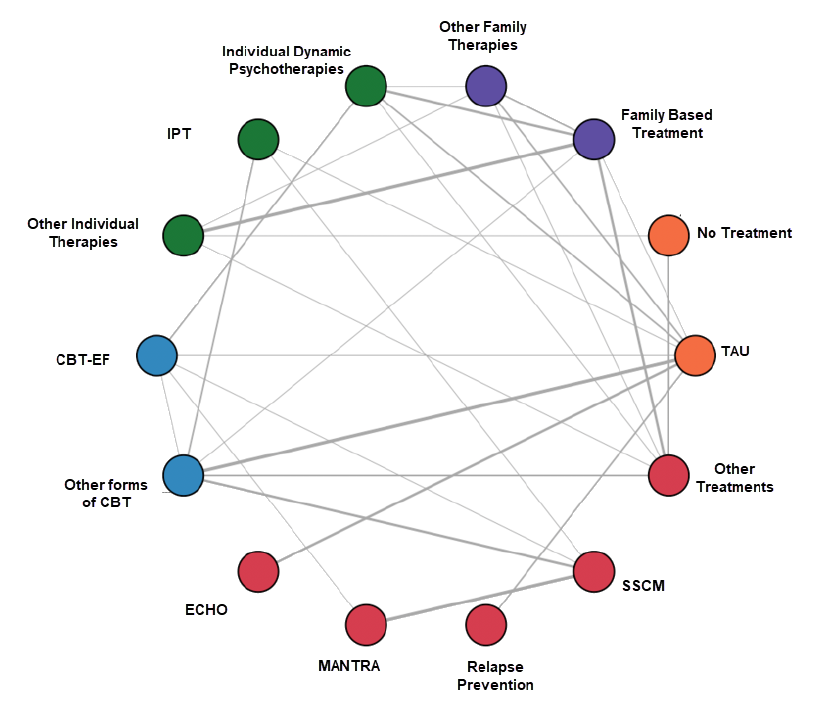 Other Family
Therapies
Individual Dynamic
Psychotherapies
Family Based
Treatment
IPT
Other Individual
Therapies
No Treatment
CBT-EF
TAU
Other forms
of CBT
Other
Treatments
ECHO
SSCM
MANTRA
Relapse
Prevention